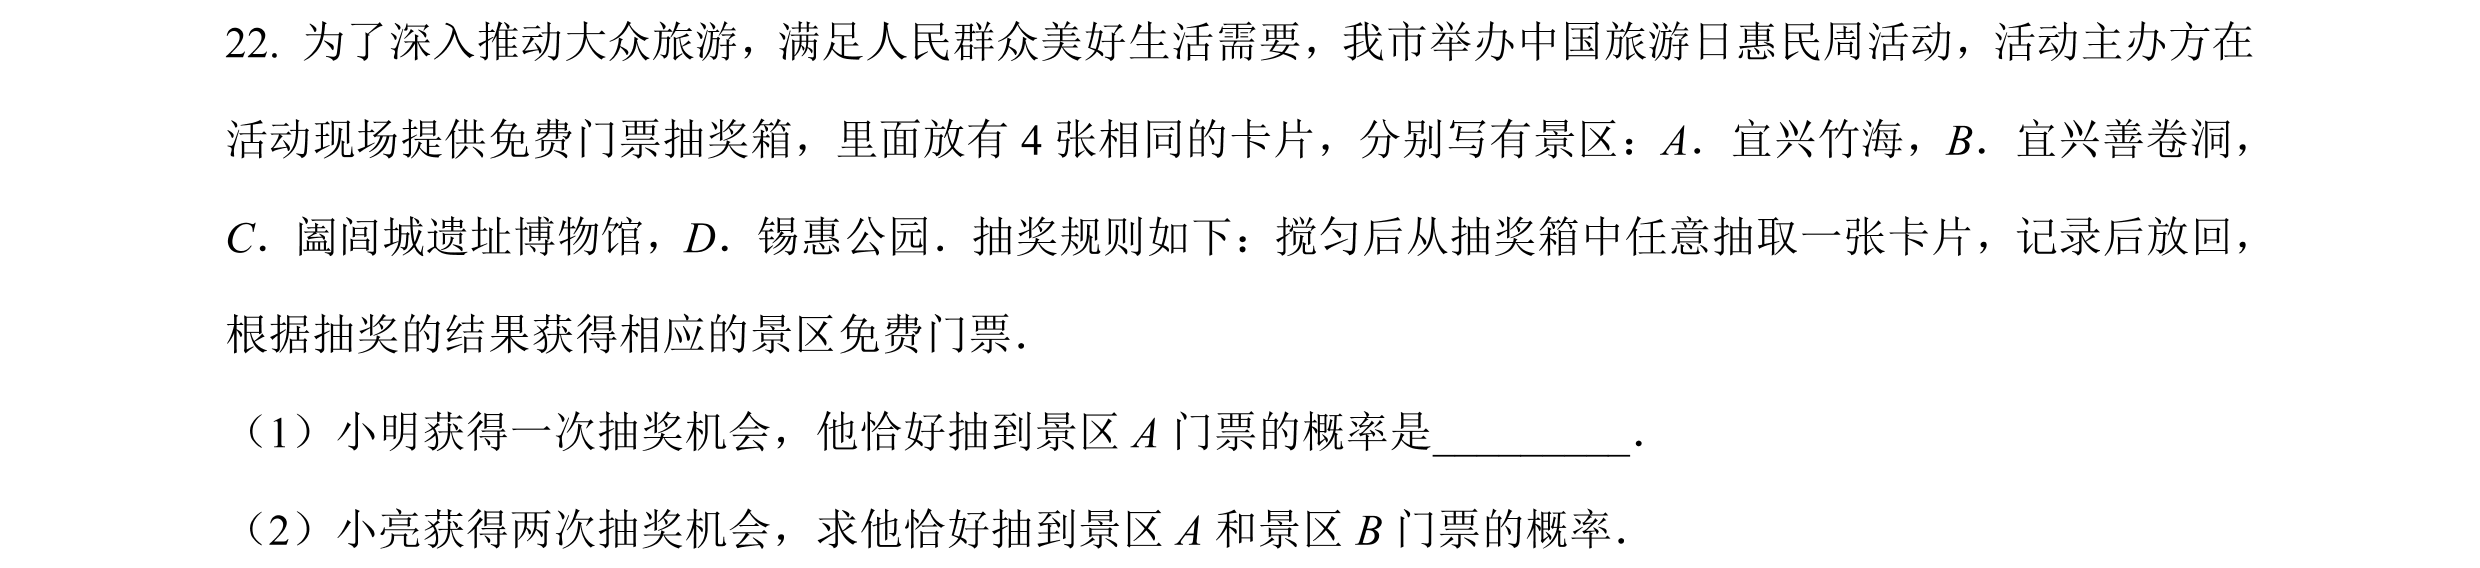 22. 为了深入推动大众旅游，满足人民群众美好生活需要，我市举办中国旅游日惠民周活动，活动主办方在
活动现场提供免费门票抽奖箱，里面放有 4 张相同的卡片，分别写有景区：A．宜兴竹海，B．宜兴善卷洞，
C．阖闾城遗址博物馆，D．锡惠公园．抽奖规则如下：搅匀后从抽奖箱中任意抽取一张卡片，记录后放回，
根据抽奖的结果获得相应的景区免费门票．
（1）小明获得一次抽奖机会，他恰好抽到景区 A 门票的概率是_________．
（2）小亮获得两次抽奖机会，求他恰好抽到景区 A 和景区 B 门票的概率．